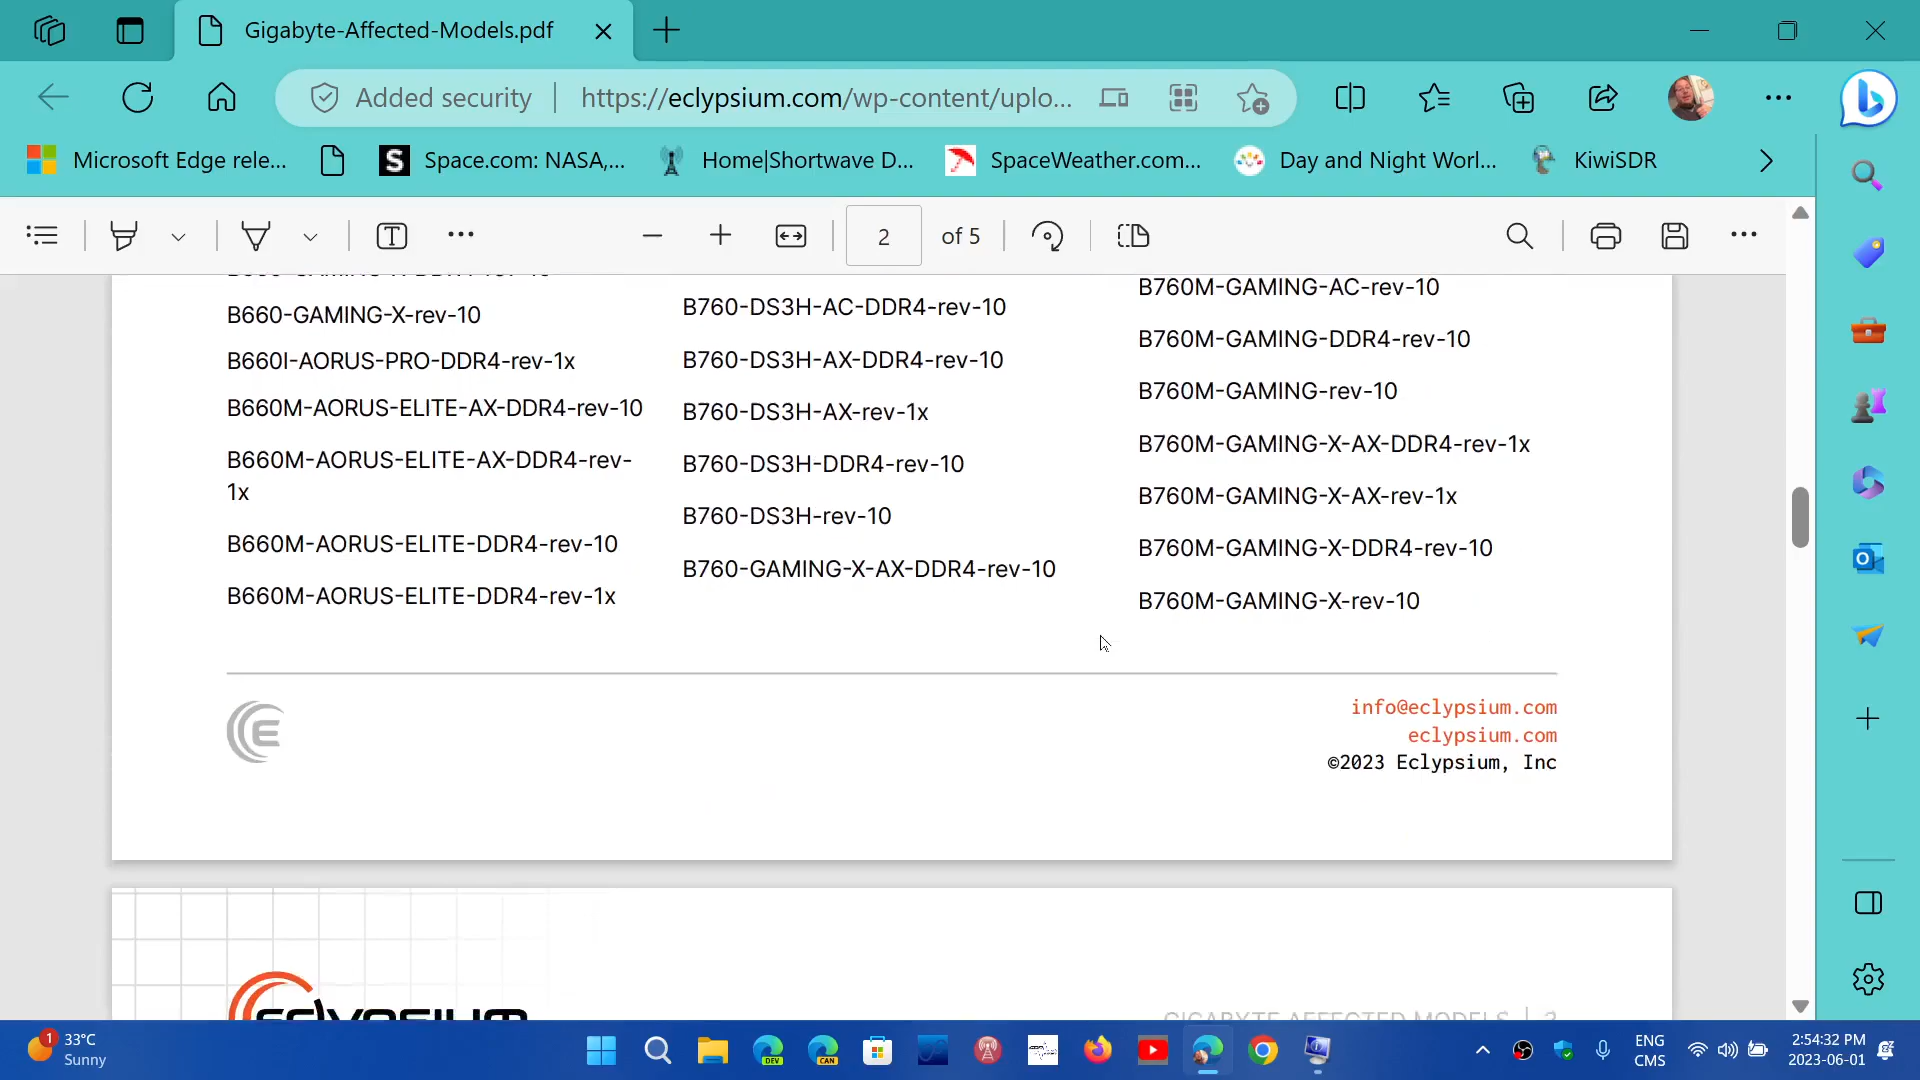 Gigabyte-Affected-Models.pdf
Added security
https://eclypsium.com/wp-content/uplo...
Microsoft Edge rele...
S
Space.com: NASA,...
Home|Shortwave D...
SpaceWeather.com...
Day and Night Worl...
KiwiSDR
2
of 5
B660-GAMING-X-rev-10
B660I-AORUS-PRO-DDR4-rev-1x
B660M-AORUS-ELITE-AX-DDR4-rev-10
B660M-AORUS-ELITE-AX-DDR4-rev-
1x
B660M-AORUS-ELITE-DDR4-rev-10
B660M-AORUS-ELITE-DDR4-rev-1x
B760-DS3H-AC-DDR4-rev-10
B760-DS3H-AX-DDR4-rev-10
B760-DS3H-AX-rev-1x
B760-DS3H-DDR4-rev-10
B760-DS3H-rev-10
B760-GAMING-X-AX-DDR4-rev-10
B760M-GAMING-AC-rev-10
B760M-GAMING-DDR4-rev-10
B760M-GAMING-rev-10
B760M-GAMING-X-AX-DDR4-rev-1x
B760M-GAMING-X-AX-rev-1x
B760M-GAMING-X-DDR4-rev-10
B760M-GAMING-X-rev-10
E
info@eclypsium.com
eclypsium.com
©2023 Eclypsium, Inc
ECLYPSIUM
GIGABYTE AFFECTED MODELS
1
33°C
Sunny
DEV
CAN
ENG
CMS
2:54:32 PM
2023-06-01